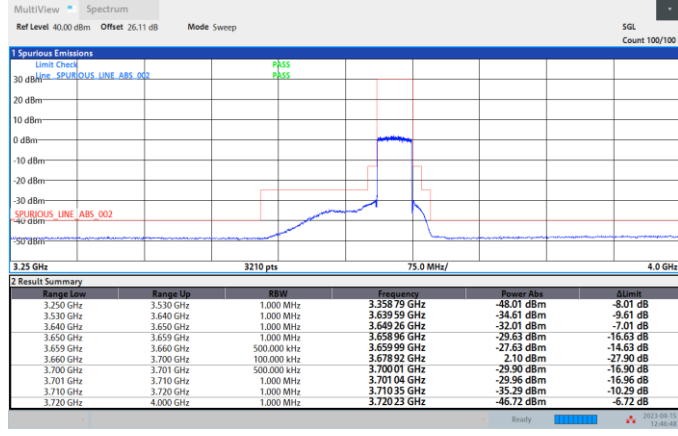 MultiView Spectrum
Ref Level 40.00 dBm Offset 26.11 dB Mode Sweep SGL
Count 100/100
1 Spurious Emissions
Limit Check PASS
Line SPURIOUS_LINE_ABS_002 PASS
30 dBm
20 dBm
10 dBm
0 dBm
-10 dBm
-20 dBm
-30 dBm
SPURIOUS_LINE_ABS_002
-40 dBm
-50 dBm
3.25 GHz 3210 pts 75.0 MHz/ 4.0 GHz
2 Result Summary
Range Low Range Up RBW Frequency Power Abs ΔLimit
3.250 GHz 3.530 GHz 1.000 MHz 3.358 79 GHz -48.01 dBm -8.01 dB
3.530 GHz 3.640 GHz 1.000 MHz 3.639 59 GHz -34.61 dBm -9.61 dB
3.640 GHz 3.650 GHz 1.000 MHz 3.649 26 GHz -32.01 dBm -7.01 dB
3.650 GHz 3.659 GHz 1.000 MHz 3.658 96 GHz -29.63 dBm -16.63 dB
3.659 GHz 3.660 GHz 500.000 kHz 3.659 99 GHz -27.63 dBm -14.63 dB
3.660 GHz 3.700 GHz 100.000 kHz 3.678 92 GHz 2.10 dBm -27.90 dB
3.700 GHz 3.701 GHz 500.000 kHz 3.700 01 GHz -29.90 dBm -16.90 dB
3.701 GHz 3.710 GHz 1.000 MHz 3.701 04 GHz -29.96 dBm -16.96 dB
3.710 GHz 3.720 GHz 1.000 MHz 3.710 35 GHz -35.29 dBm -10.29 dB
3.720 GHz 4.000 GHz 1.000 MHz 3.720 23 GHz -46.72 dBm -6.72 dB
Ready 2023-08-15
12:46:48